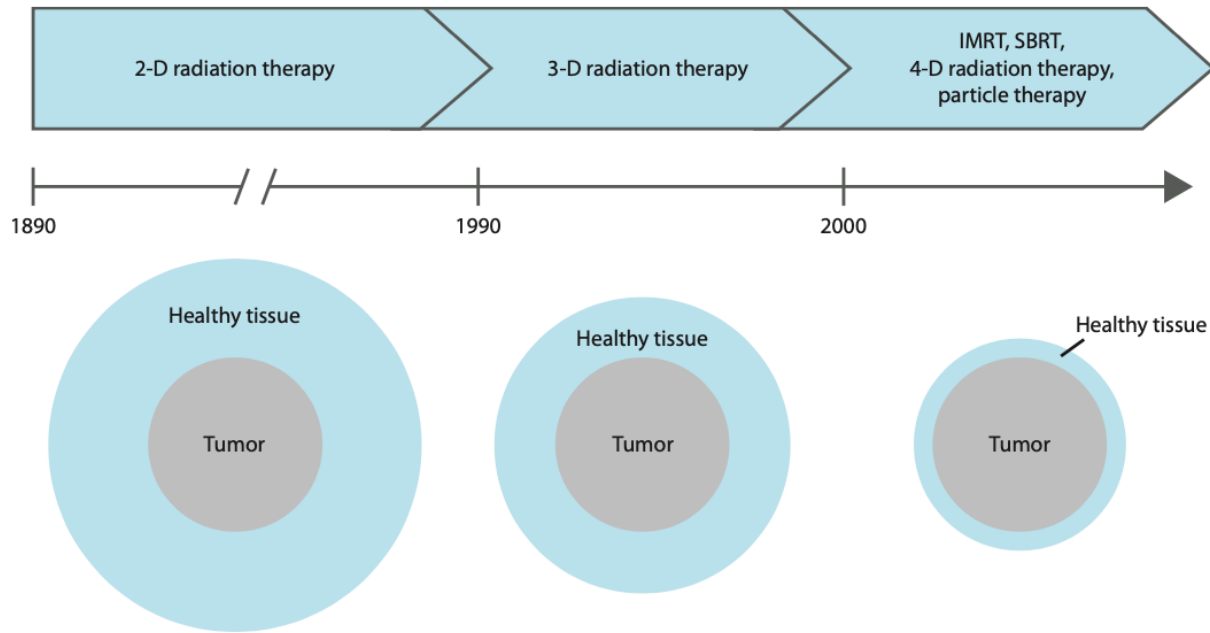 2-D radiation therapy
3-D radiation therapy
IMRT, SBRT,
4-D radiation therapy,
particle therapy
1890
1990
2000
Healthy tissue
Tumor
Healthy tissue
Tumor
Healthy tissue
Tumor